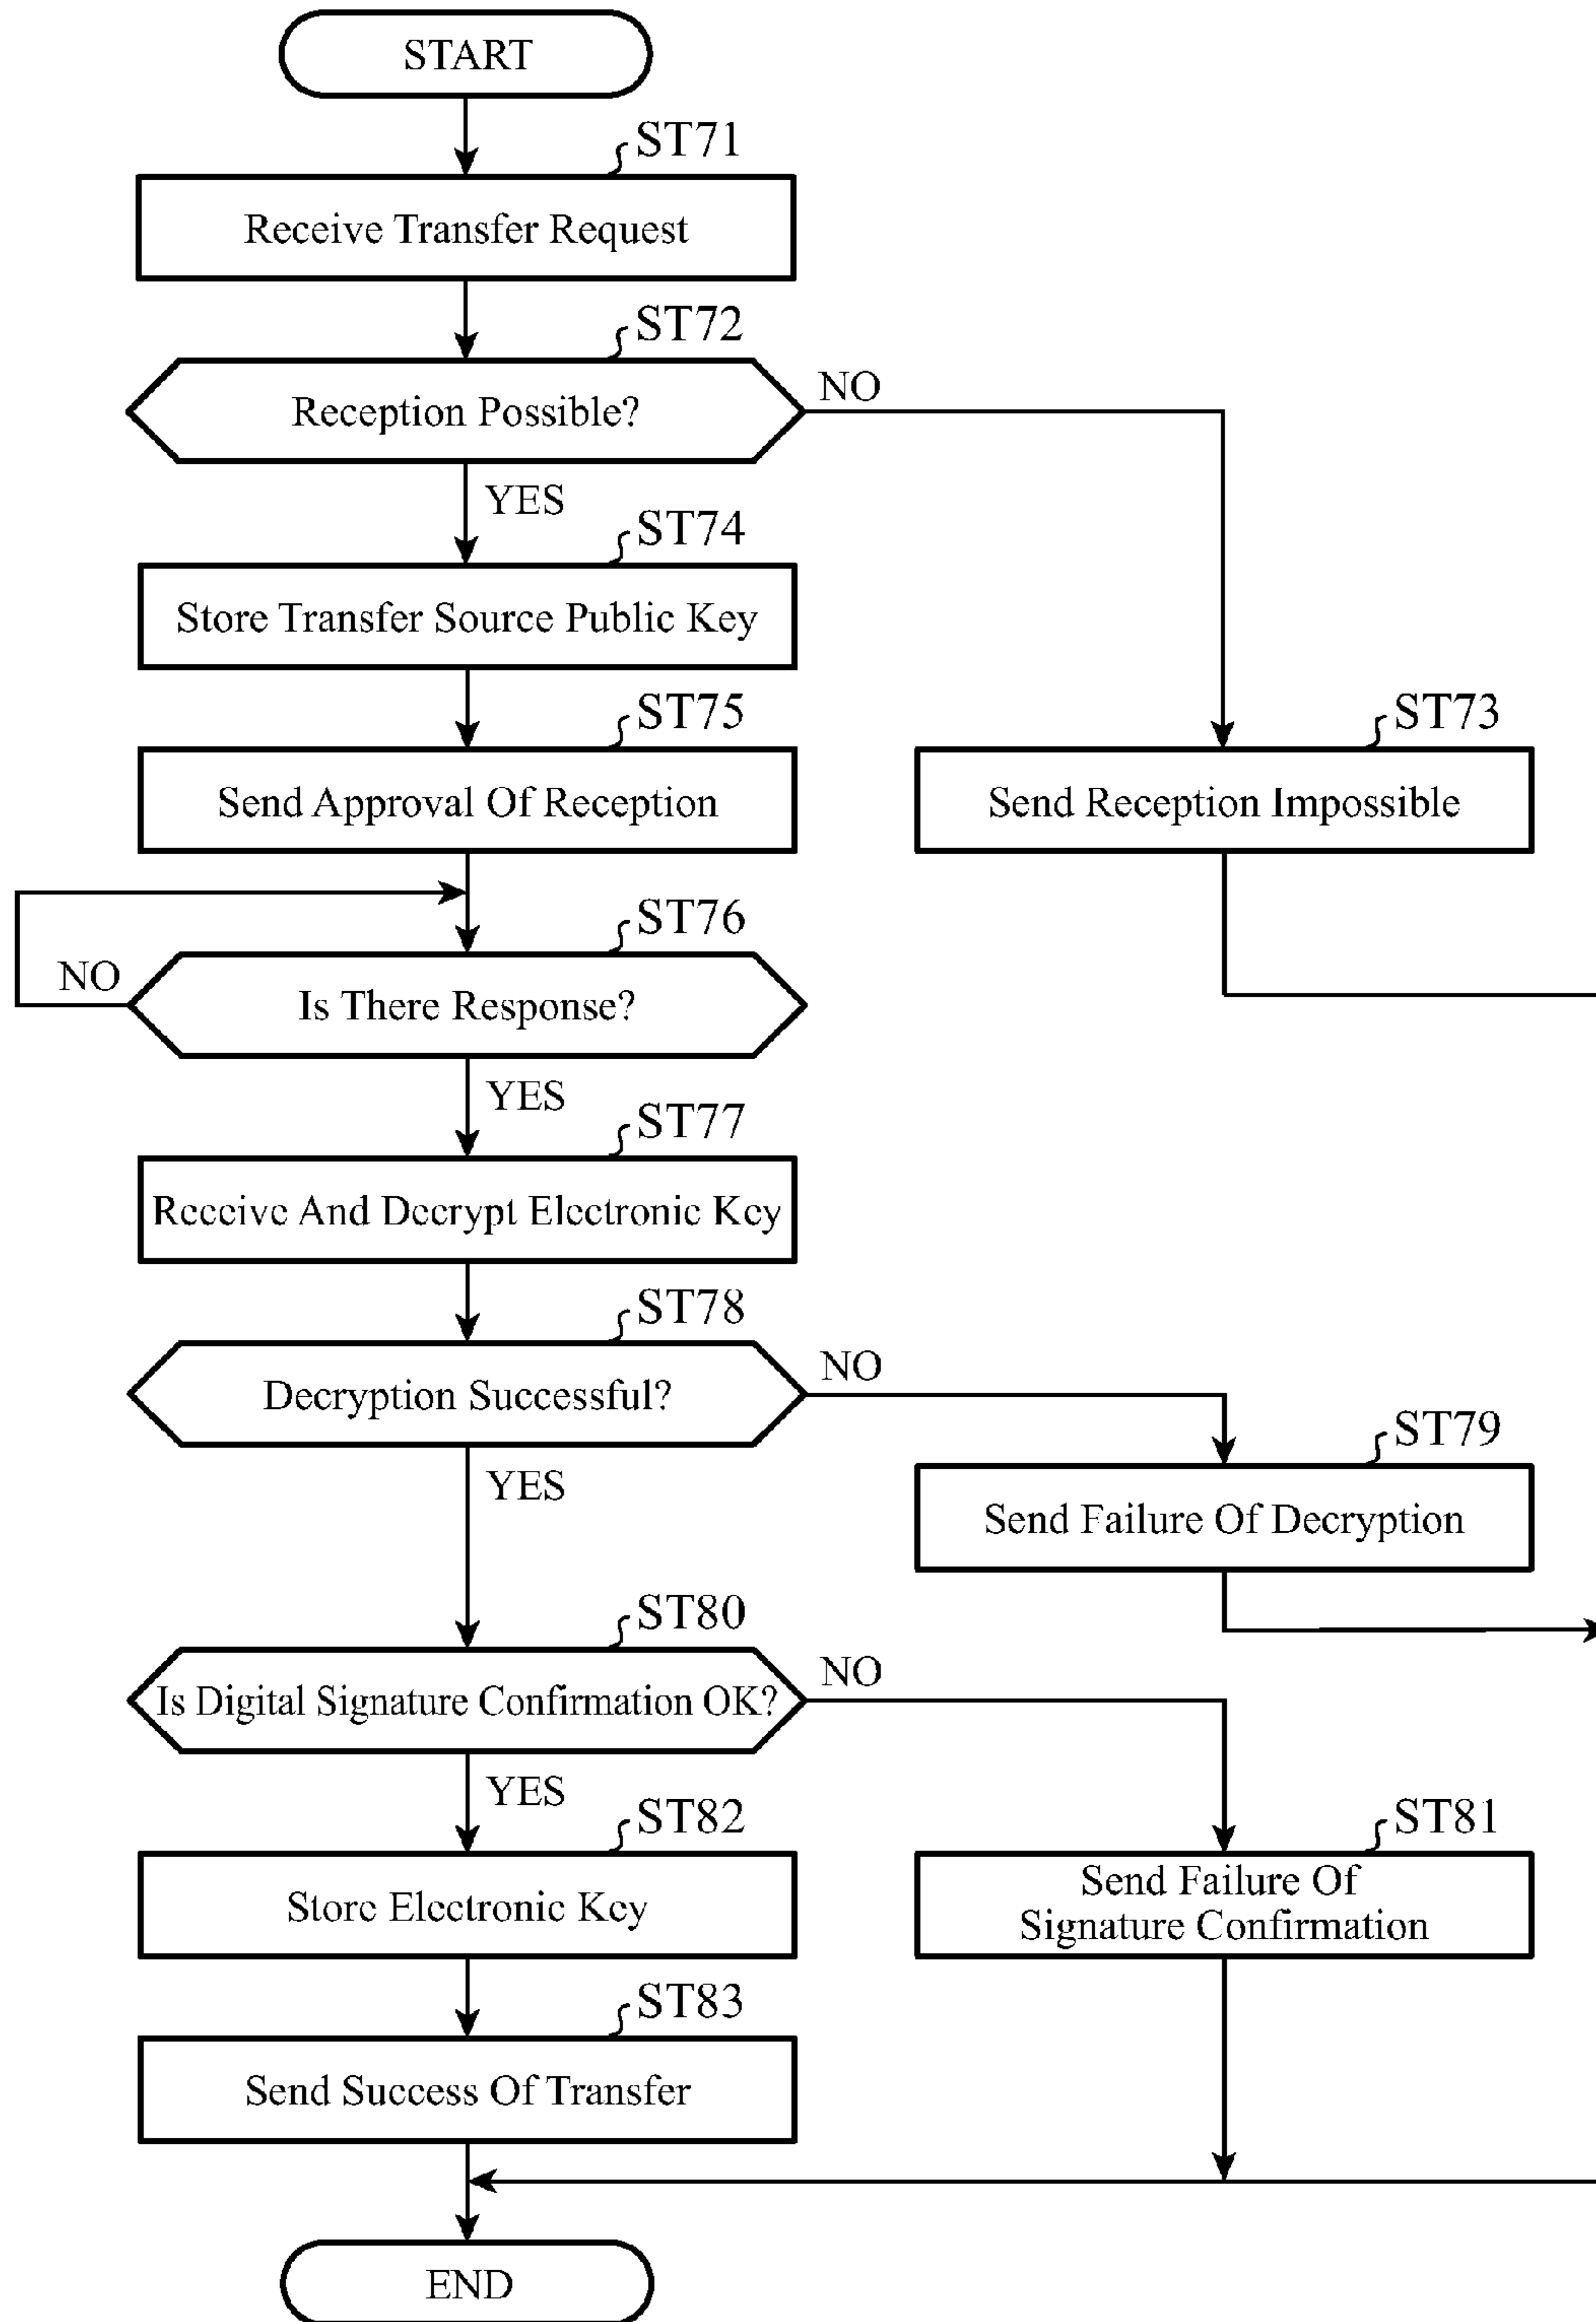 START
ST71
Receive Transfer Request
ST72
Reception Possible?
NO
YES
ST74
Store Transfer Source Public Key
ST75
Send Approval Of Reception
ST73
Send Reception Impossible
ST76
NO
Is There Response?
YES
ST77
Receive And Decrypt Electronic Key
ST78
Decryption Successful?
NO
YES
ST79
Send Failure Of Decryption
ST80
Is Digital Signature Confirmation OK?
NO
YES
ST82
Store Electronic Key
ST81
Send Failure Of
Signature Confirmation
ST83
Send Success Of Transfer
END